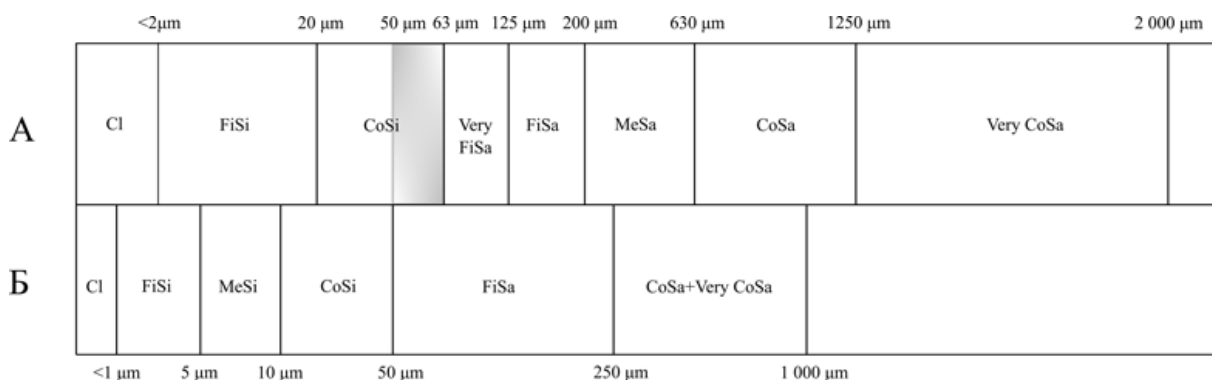 <2μm 20 μm 50 μm 63 μm 125 μm 200 μm 630 μm 1250 μm 2 000 μm
А Cl FiSi CoSi Very FiSa MeSa CoSa Very CoSa
FiSa
Б Cl FiSi MeSi CoSi FiSa CoSa+Very CoSa
<1 μm 5 μm 10 μm 50 μm 250 μm 1 000 μm